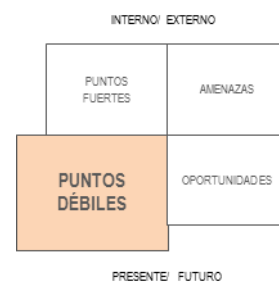 INTERNO/ EXTERNO
PUNTOS
FUERTES
AMENAZAS
PUNTOS
DÉBILES
OPORTUNIDADES
PRESENTE/ FUTURO